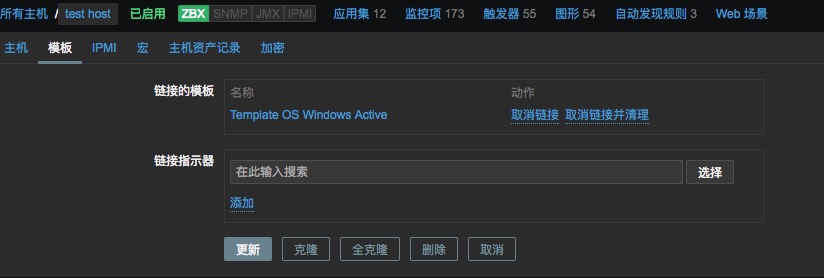 所有主机 / test host 已启用 ZBX SNMP JMX IPMI 应用集 12 监控项 173 触发器 55 图形 54 自动发现规则 3 Web 场景
主机 模板 IPMI 宏 主机资产记录 加密
链接的模板 名称 动作
Template OS Windows Active 取消链接 取消链接并清理
链接指示器 在此输入搜索 选择
添加
更新 克隆 全克隆 删除 取消